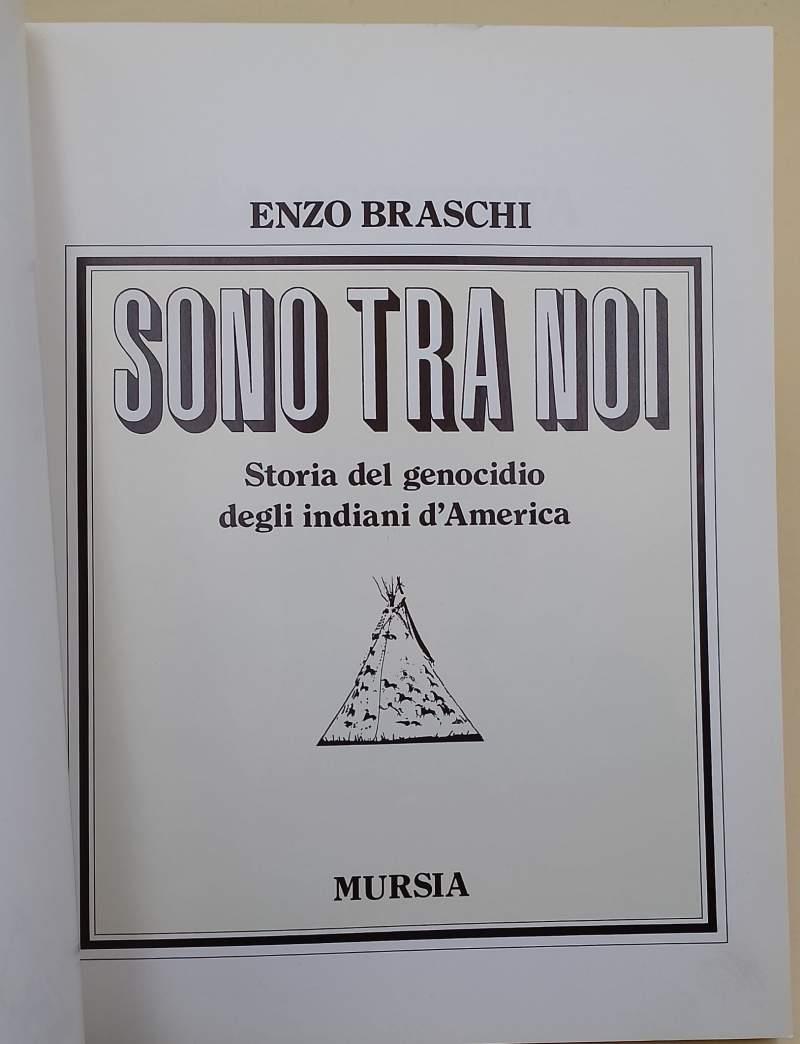 ENZO BRASCHI
SONO TRA NOI
Storia del genocidio
degli indiani d'America
MURSIA